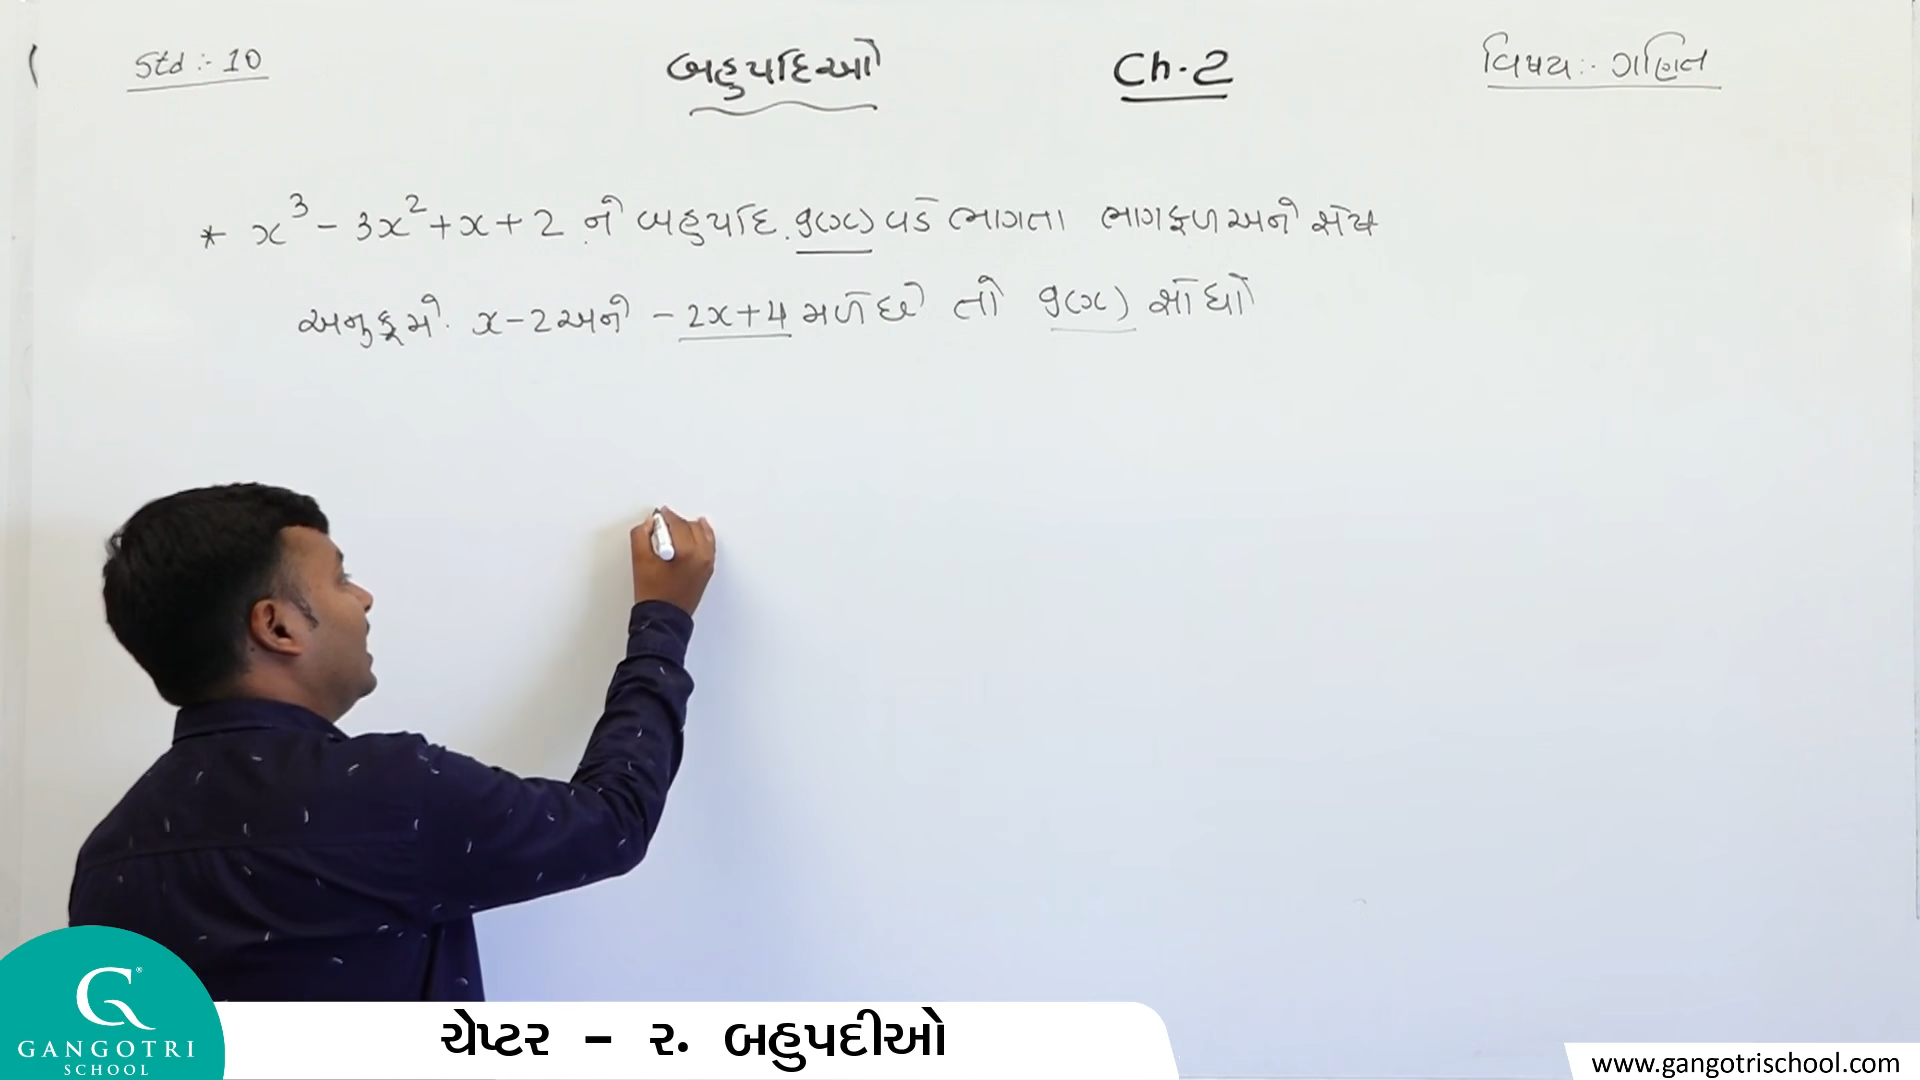 Std :- 10
બહુપદિઓ
Ch. 2
વિષય :- ગણિત
* x³ - 3x² + x + 2 ને બહુપદિ g(x) વડે ભાગતા ભાગફળ અને શેષ
અનુક્રમે x-2 અને -2x+4 મળે છે તો g(x) શોધો
GANGOTRI
SCHOOL
ચેપ્ટર – ૨. બહુપદીઓ
www.gangotrischool.com